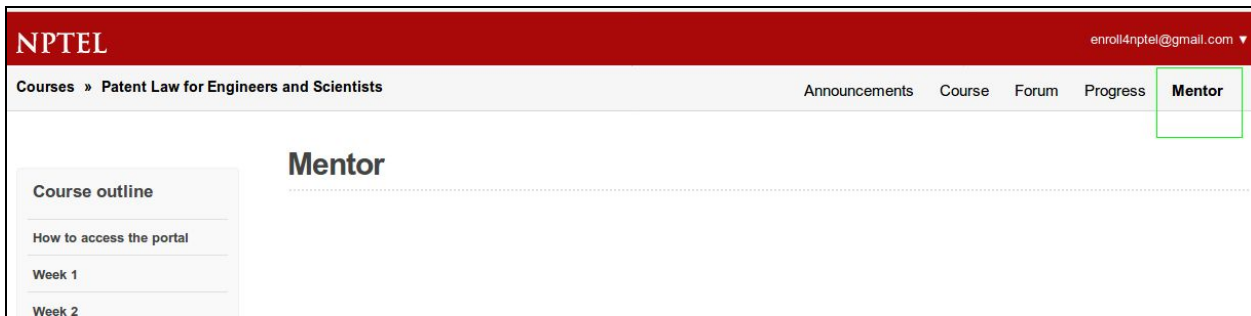 NPTEL
enroll4nptel@gmail.com ▼
Courses » Patent Law for Engineers and Scientists
Announcements Course Forum Progress Mentor
Mentor
Course outline
How to access the portal
Week 1
Week 2